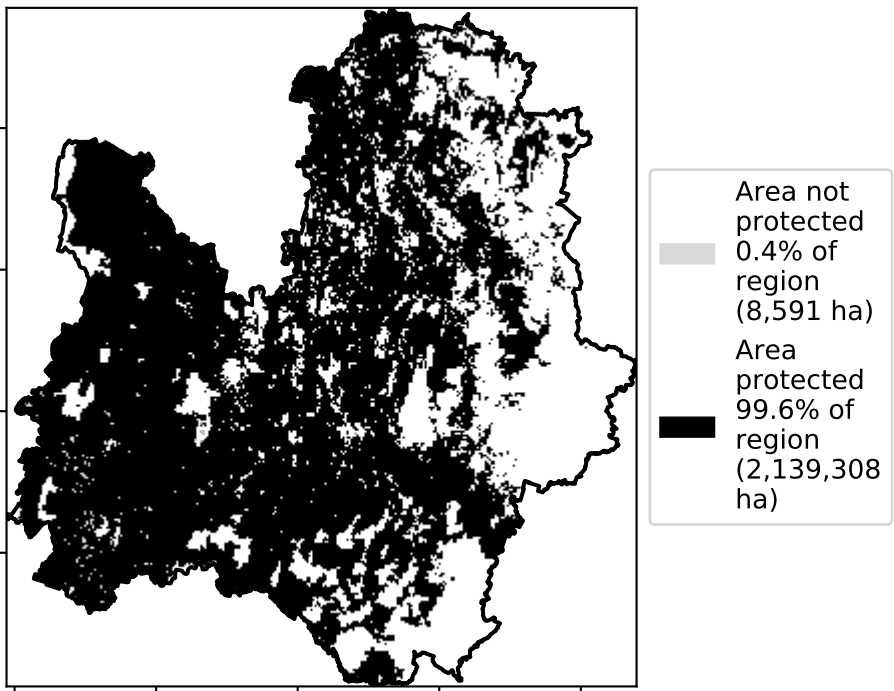 Area not
protected
0.4% of
region
(8,591 ha)
Area
protected
99.6% of
region
(2,139,308
ha)